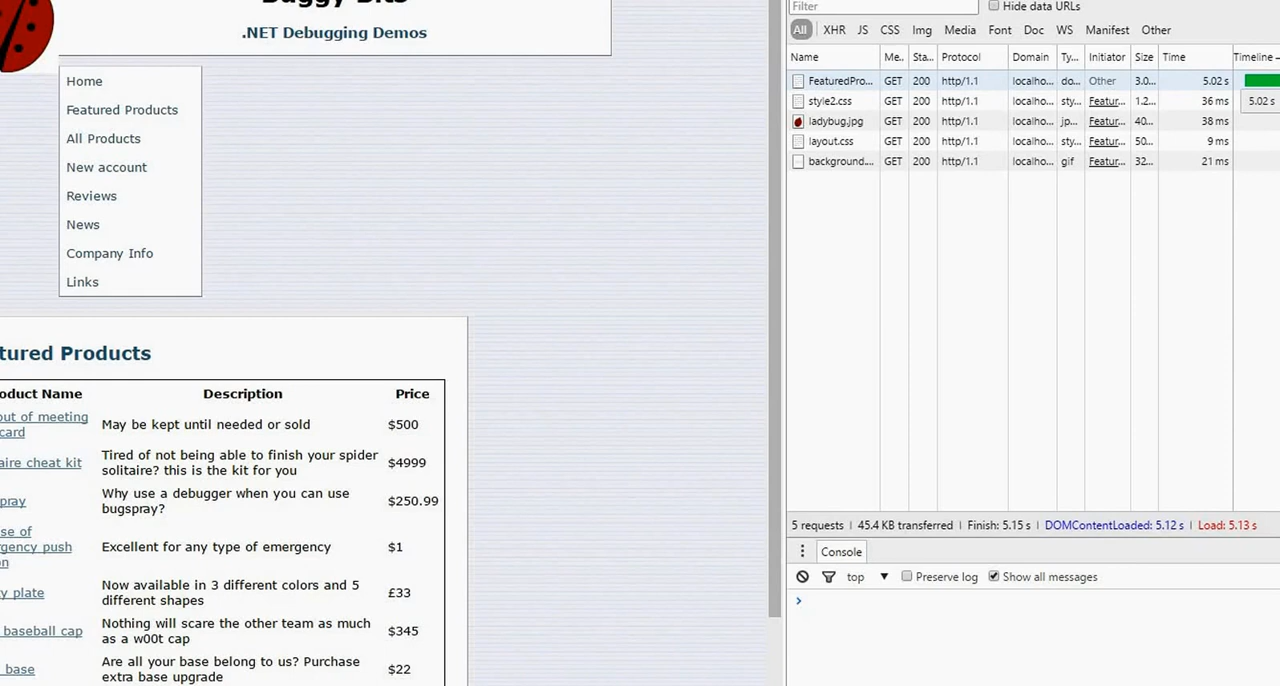 Buggy Bits
.NET Debugging Demos
Home
Featured Products
All Products
New account
Reviews
News
Company Info
Links
tured Products
oduct Name Description Price
out of meeting
card
May be kept until needed or sold
$500
aire cheat kit
Tired of not being able to finish your spider
solitaire? this is the kit for you
$4999
pray
Why use a debugger when you can use
bugspray?
$250.99
se of
gency push
n
Excellent for any type of emergency
$1
y plate
Now available in 3 different colors and 5
different shapes
£33
baseball cap
Nothing will scare the other team as much
as a w00t cap
$345
base
Are all your base belong to us? Purchase
extra base upgrade
$22
Filter Hide data URLs
All XHR JS CSS Img Media Font Doc WS Manifest Other
Name Me.. Sta... Protocol Domain Ty... Initiator Size Time Timeline
FeaturedPro... GET 200 http/1.1 localho... do... Other 3.0... 5.02 s
style2.css GET 200 http/1.1 localho... sty... Featur... 1.2... 36 ms 5.02 s
ladybug.jpg GET 200 http/1.1 localho... jp... Featur... 40... 38 ms
layout.css GET 200 http/1.1 localho... sty... Featur... 50... 9 ms
background.... GET 200 http/1.1 localho... gif Featur... 32... 21 ms
5 requests | 45.4 KB transferred | Finish: 5.15 s | DOMContentLoaded: 5.12 s | Load: 5.13 s
Console
top ▼ Preserve log Show all messages
>